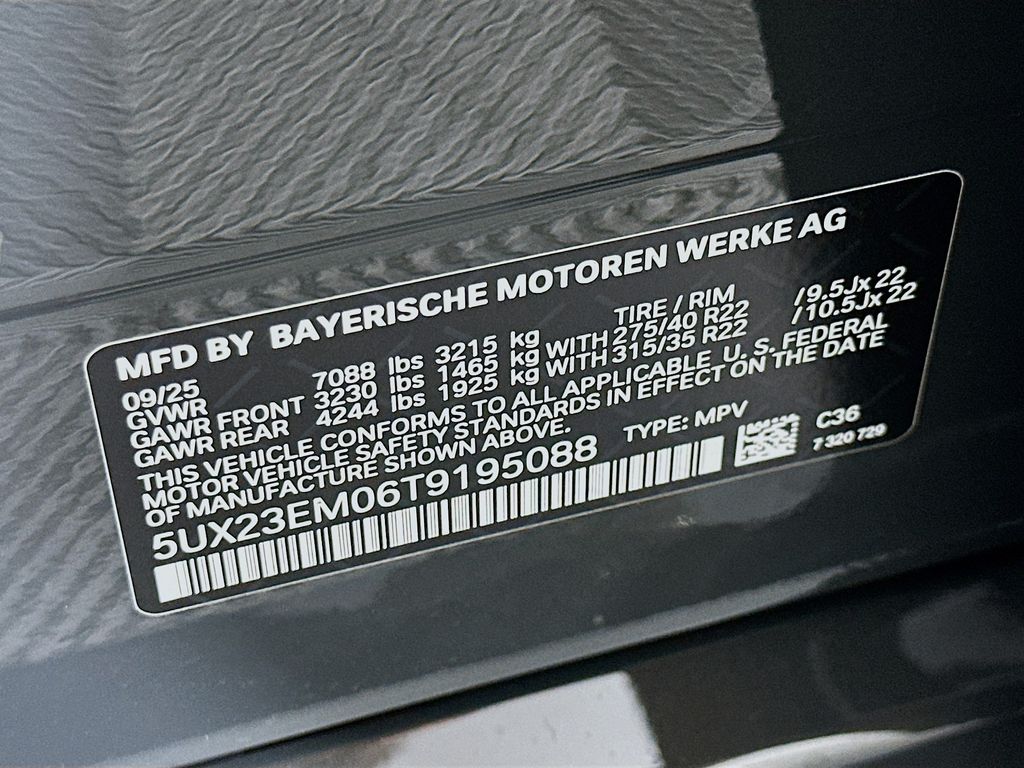 MFD BY BAYERISCHE MOTOREN WERKE AG
09/25 TIRE / RIM
GVWR 7088 lbs 3215 kg
GAWR FRONT 3230 lbs 1465 kg WITH 275/40 R22 /9.5Jx 22
GAWR REAR 4244 lbs 1925 kg WITH 315/35 R22 /10.5Jx 22
THIS VEHICLE CONFORMS TO ALL APPLICABLE U. S. FEDERAL
MOTOR VEHICLE SAFETY STANDARDS IN EFFECT ON THE DATE
OF MANUFACTURE SHOWN ABOVE.
5UX23EM06T9195088 TYPE: MPV C36
7 320 729